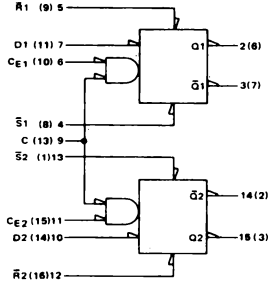 R̅1 (9) 5
D1 (11) 7
CE1 (10) 6
Q1
2(6)
Q̅1
3(7)
S̅1 (8) 4
C (13) 9
S̅2 (1)13
Q̅2
14(2)
CE2 (15)11
D2 (14)10
Q2
15(3)
R̅2(16)12